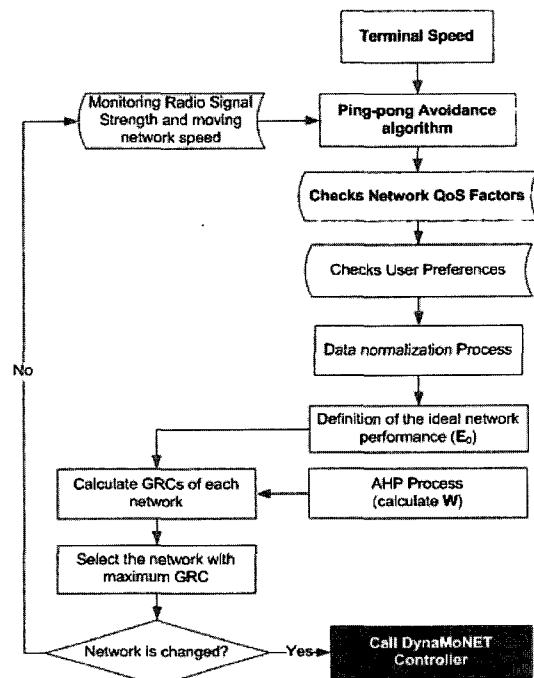 Terminal Speed
Monitoring Radio Signal
Strength and moving
network speed
Ping-pong Avoidance
algorithm
Checks Network QoS Factors
Checks User Preferences
Data normalization Process
No
Definition of the ideal network
performance (E₀)
Calculate GRCs of each
network
AHP Process
(calculate W)
Select the network with
maximum GRC
Network is changed?
Yes
Call DynaMoNET
Controller